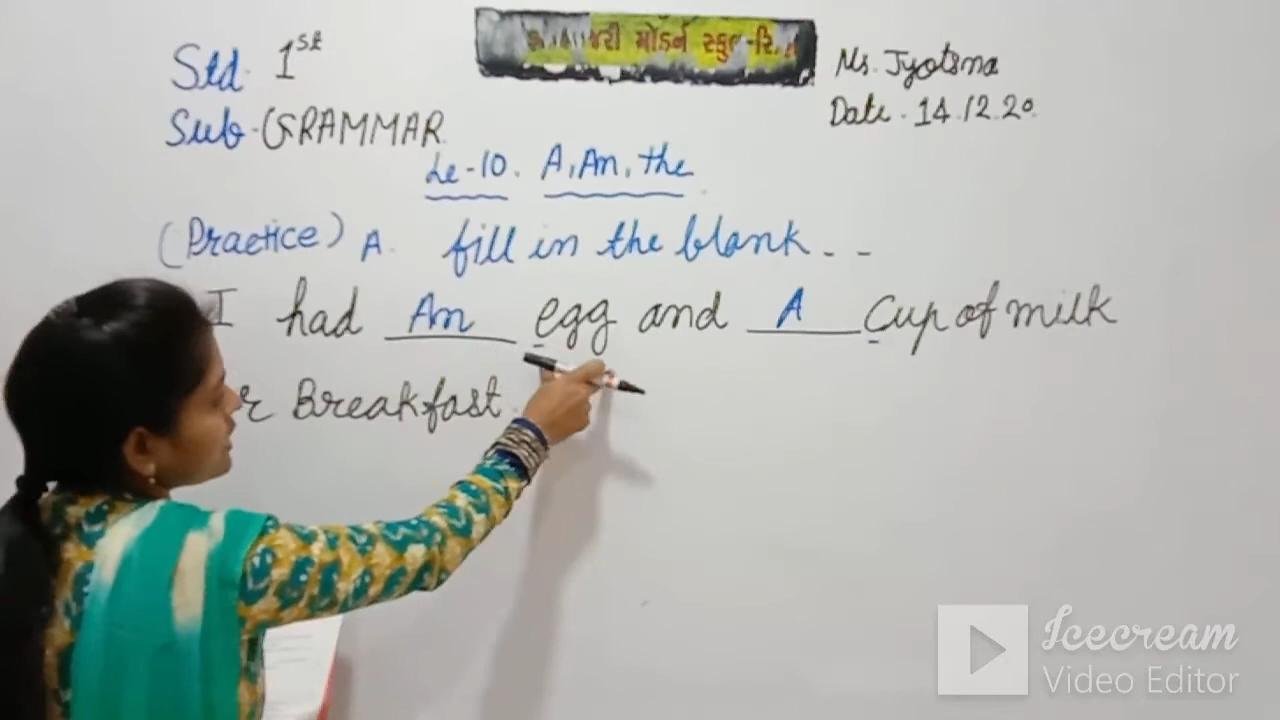 મોડર્ન સ્કુલ-
Std. 1st
Ms. Jyotsna
Sub-GRAMMAR.
Date. 14.12.20.
Le-10. A, An, the
(Practice) A. fill in the blank. - -
I had An egg and A Cup of milk
Breakfast.
Icecream
Video Editor